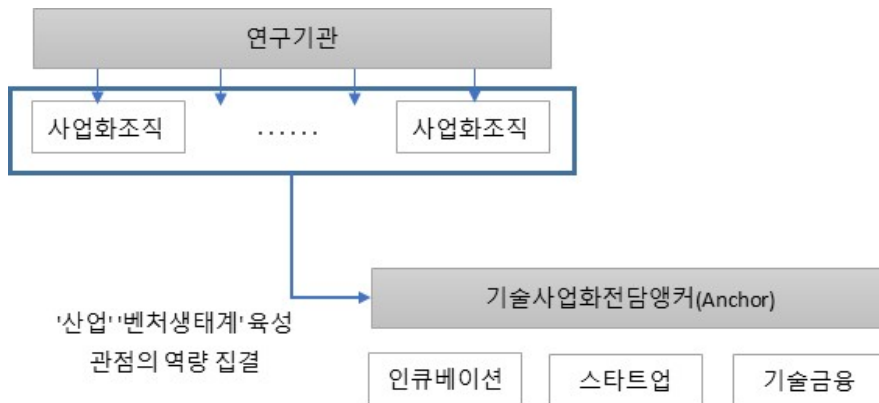 연구기관
사업화조직 ...... 사업화조직
기술사업화전담앵커(Anchor)
'산업' '벤처생태계' 육성
관점의 역량 집결
인큐베이션 스타트업 기술금융